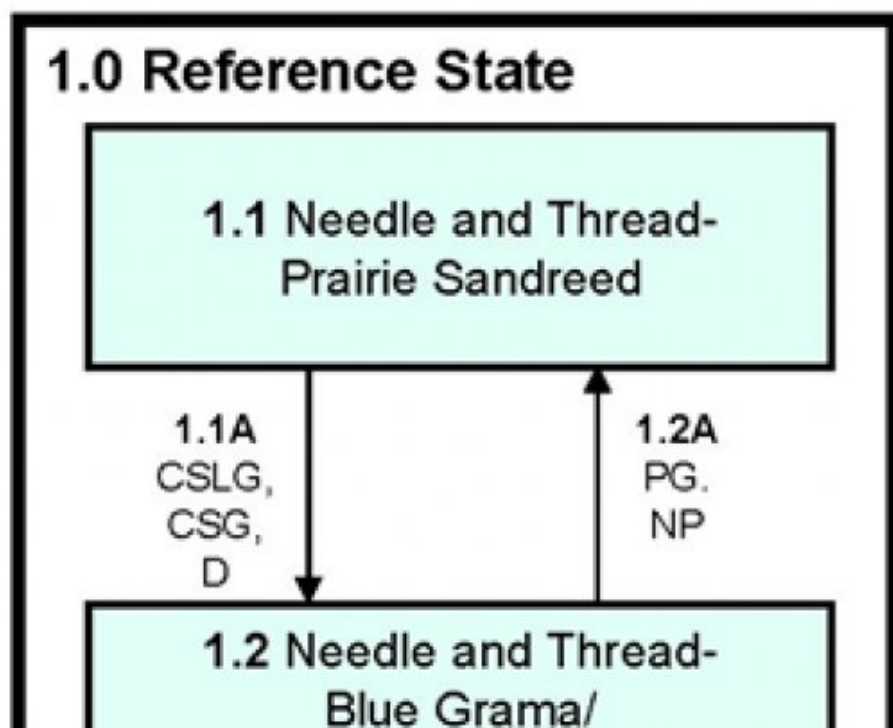 1.0 Reference State
1.1 Needle and Thread-
Prairie Sandreed
1.1A
CSLG,
CSG,
D
1.2A
PG.
NP
1.2 Needle and Thread-
Blue Grama/